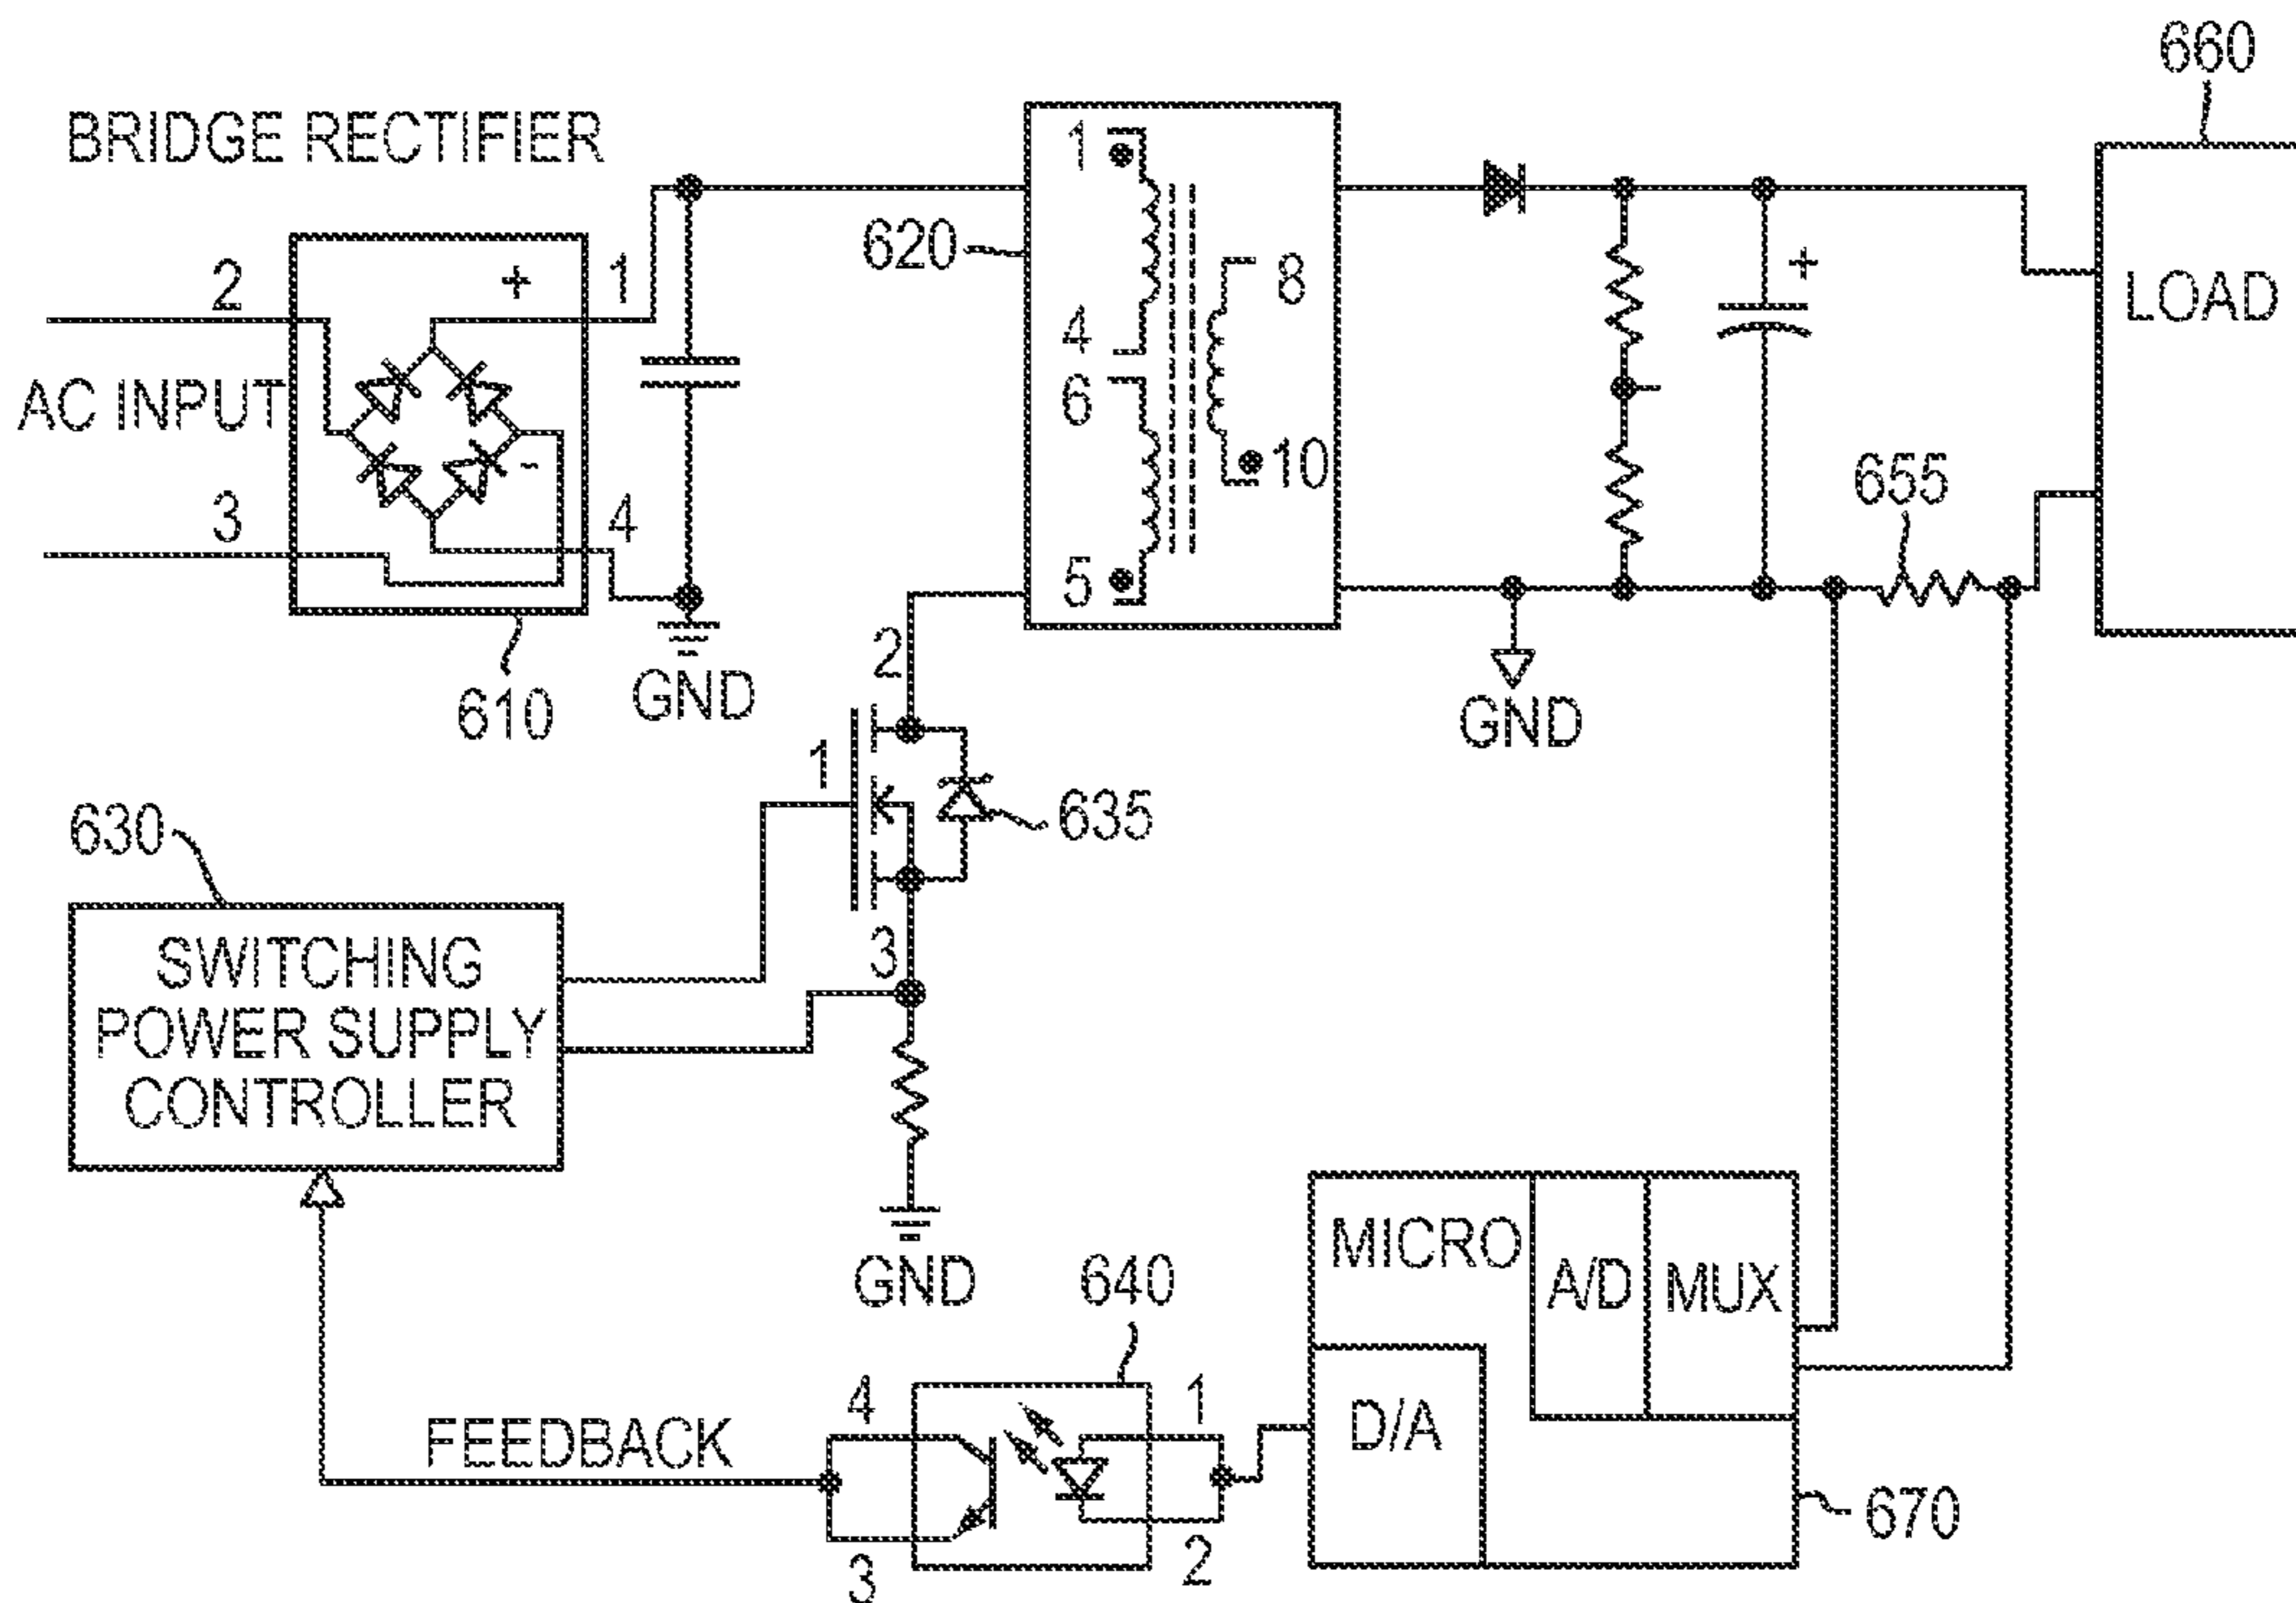 660
BRIDGE RECTIFIER
1
620
2
+
1
8
LOAD
+
4
AC INPUT
6
-
10
655
3
4
5
2
610
GND
GND
1
635
630
3
SWITCHING
POWER SUPPLY
CONTROLLER
MICRO
A/D
MUX
GND
640
4
1
D/A
FEEDBACK
670
3
2